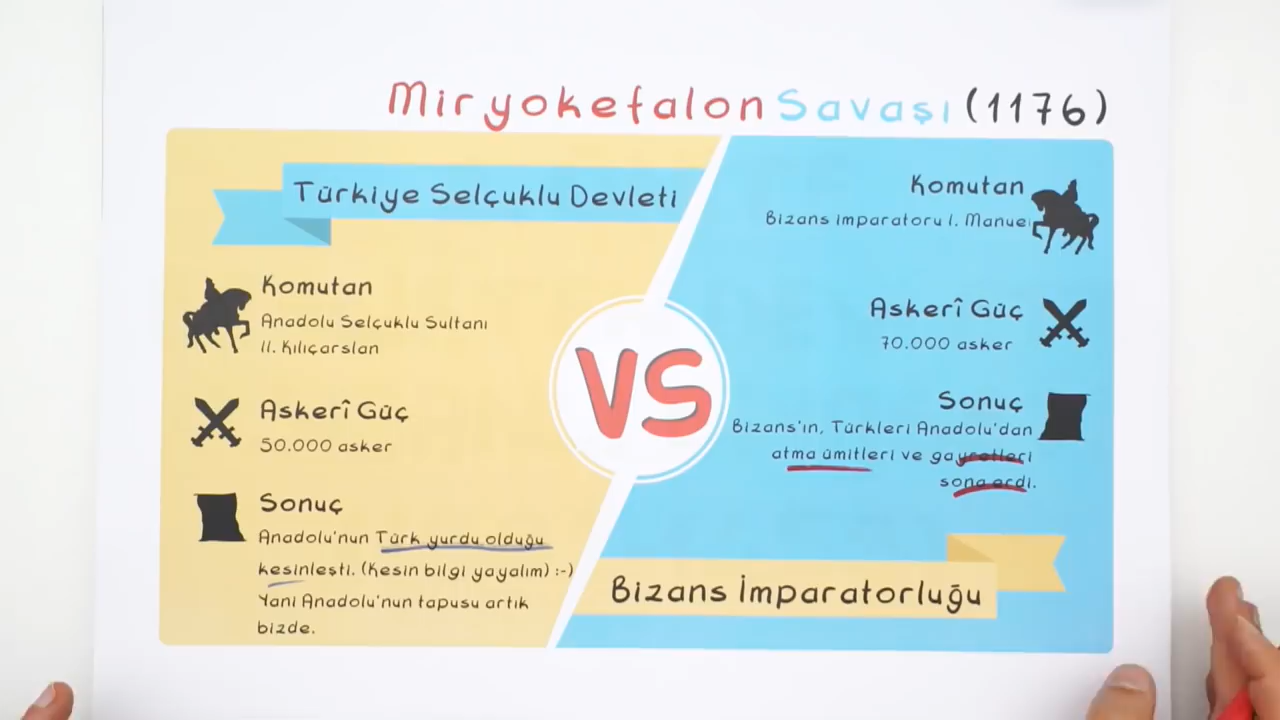 Miryokefalon Savaşı (1176)
Türkiye Selçuklu Devleti
Komutan
Anadolu Selçuklu Sultanı
II. Kılıçarslan
Askerî Güç
50.000 asker
Sonuç
Anadolu'nun Türk yurdu olduğu
kesinleşti. (Kesin bilgi yayalım) :-)
Yani Anadolu'nun tapusu artık
bizde.
VS
Komutan
Bizans imparatoru I. Manuel
Askerî Güç
70.000 asker
Sonuç
Bizans'ın, Türkleri Anadolu'dan
atma ümitleri ve gayretleri
sona erdi.
Bizans İmparatorluğu